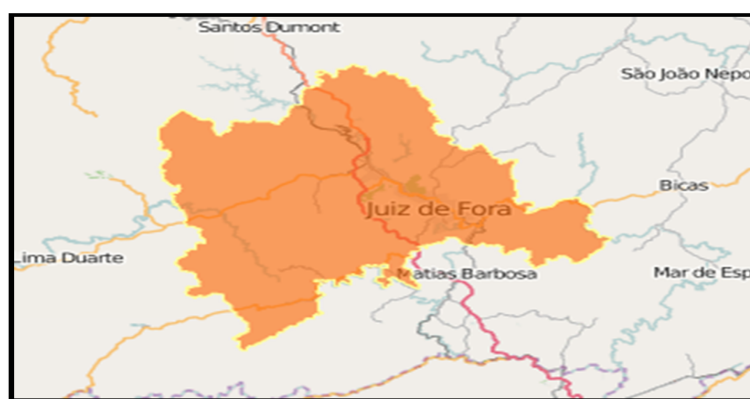 Santos Dumont
São João Nepo
Bicas
Juiz de Fora
Lima Duarte
Matias Barbosa
Mar de Esp